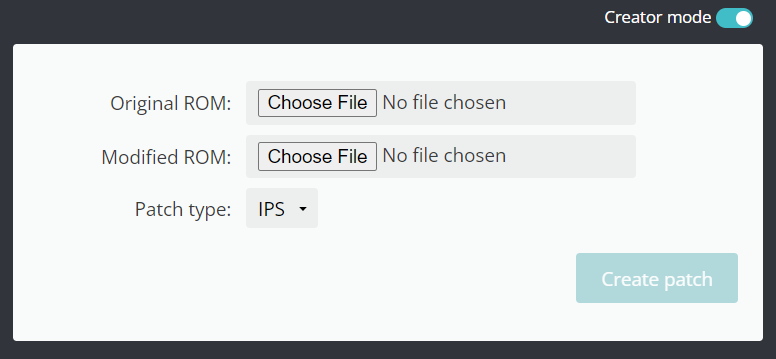 Creator mode
Original ROM: Choose File No file chosen
Modified ROM: Choose File No file chosen
Patch type: IPS
Create patch